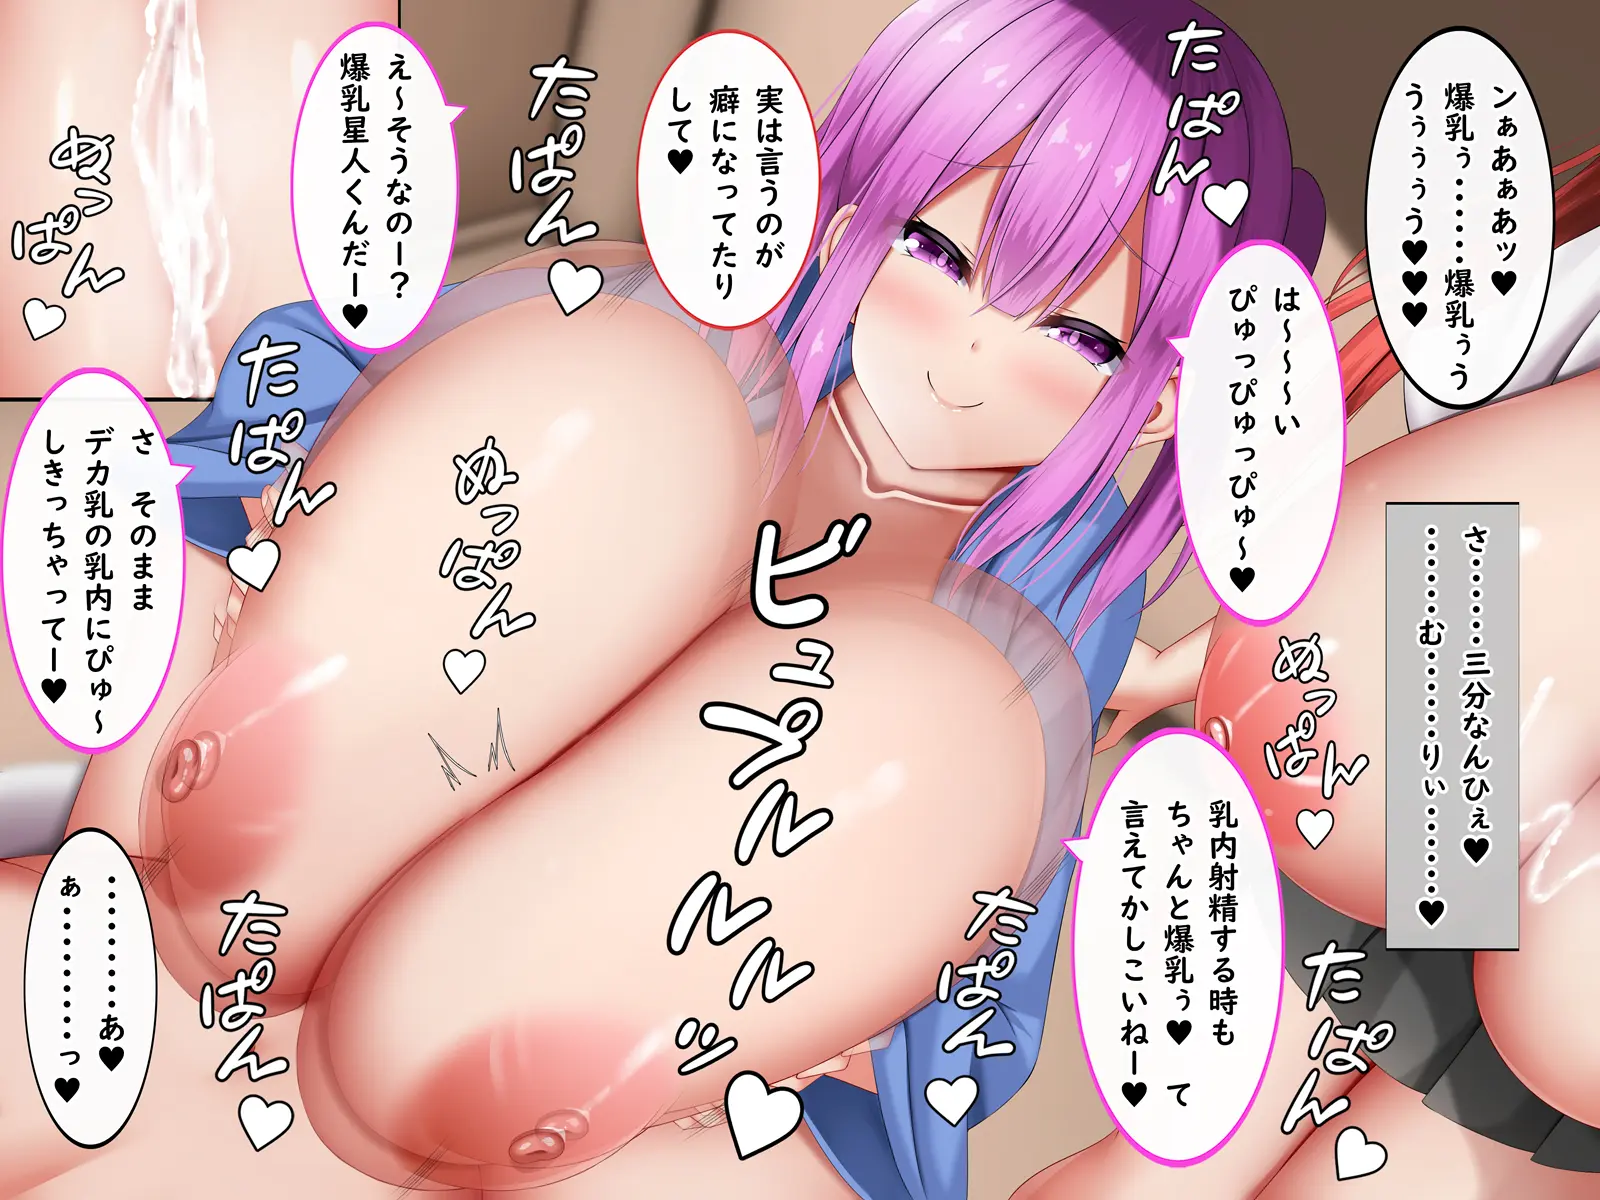 ンぁあぁあッ♥
爆乳ぅ・・・・・・爆乳ぅう
うぅぅぅう♥♥♥
たぱん♡
は～～～い
ぴゅっぴゅっぴゅ～♥
さ・・・・・・三分なんひぇ♥
・・・・・・む・・・・・・りぃ・・・・・・♥
ぬっぱん♡
乳内射精する時も
ちゃんと爆乳ぅ♥　て
言えてかしこいねー♥
たぱん♡
実は言うのが
癖になってたり
して♥
たぱん♡
え～そうなのー？
爆乳星人くんだー♥
ぬっぱん♡
たぱん♡
ぬっぱん♡
ビュプルルルルッ♡
さ　そのまま
デカ乳の乳内にぴゅ～
しきっちゃってー♥
・・・・・・・・・あ♥
ぁ・・・・・・・・・っ♥
たぱん♡
たぱん♡